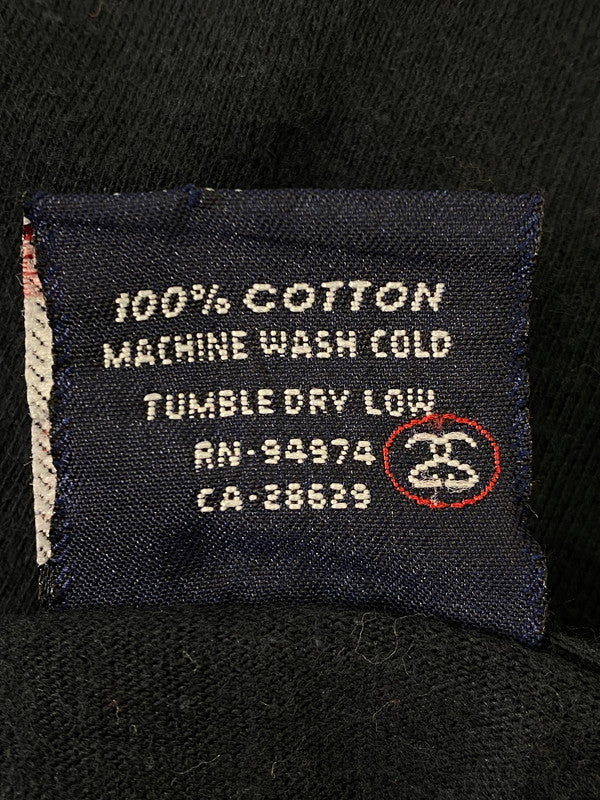 100% COTTON
MACHINE WASH COLD
TUMBLE DRY LOW
RN-94974
CA-28629